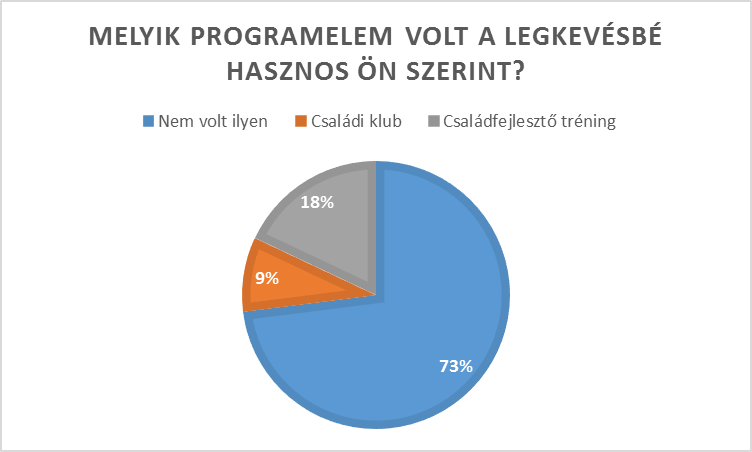 MELYIK PROGRAMELEM VOLT A LEGKEVÉSBÉ
HASZNOS ÖN SZERINT?
Nem volt ilyen Családi klub Családfejlesztő tréning
18%
9%
73%